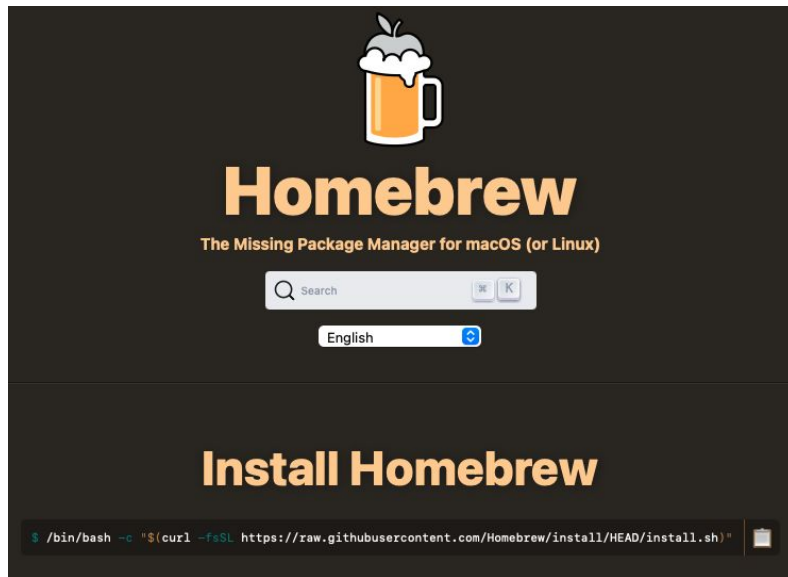 Homebrew
The Missing Package Manager for macOS (or Linux)
Search ⌘ K
English
Install Homebrew
$ /bin/bash -c "$(curl -fsSL https://raw.githubusercontent.com/Homebrew/install/HEAD/install.sh)"